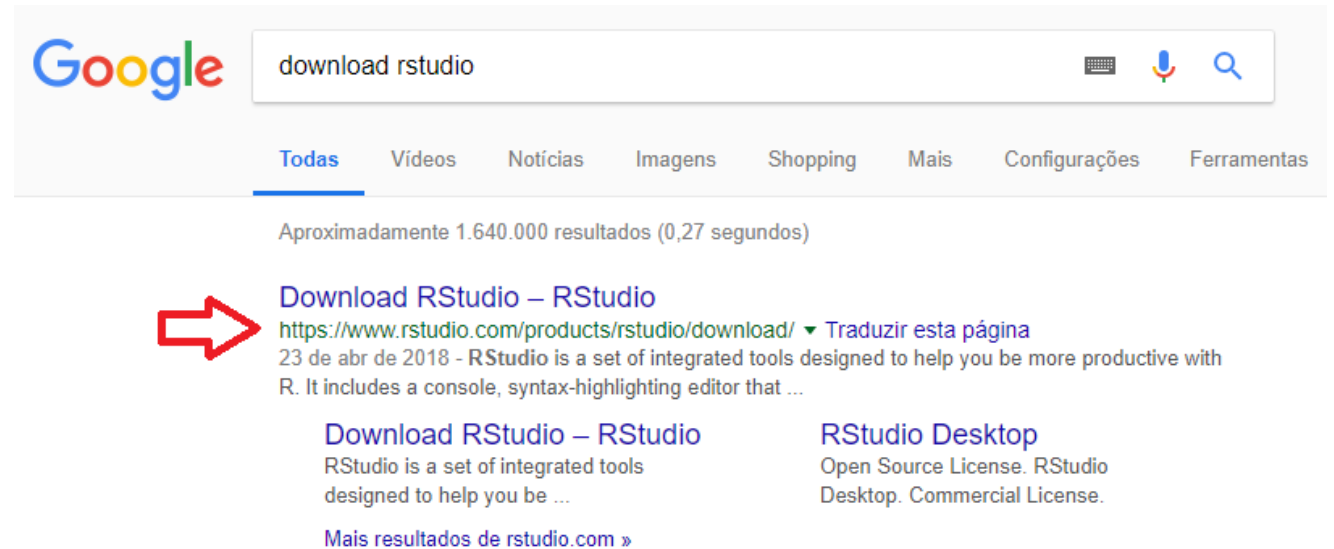 Google
download rstudio
Todas Vídeos Notícias Imagens Shopping Mais Configurações Ferramentas
Aproximadamente 1.640.000 resultados (0,27 segundos)
Download RStudio – RStudio
https://www.rstudio.com/products/rstudio/download/ Traduzir esta página
23 de abr de 2018 - RStudio is a set of integrated tools designed to help you be more productive with
R. It includes a console, syntax-highlighting editor that ...
Download RStudio – RStudio
RStudio is a set of integrated tools
designed to help you be ...
RStudio Desktop
Open Source License. RStudio
Desktop. Commercial License.
Mais resultados de rstudio.com »